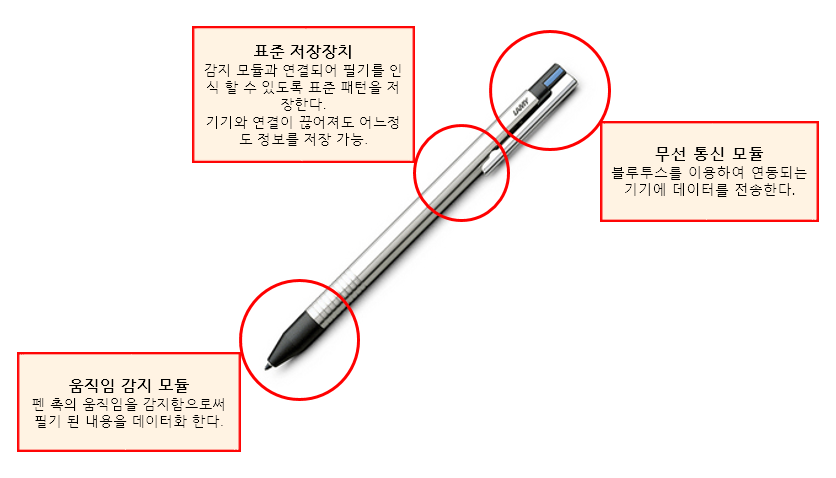 표준 저장장치
감지 모듈과 연결되어 필기를 인
식 할 수 있도록 표준 패턴을 저
장한다.
기기와 연결이 끊어져도 어느정
도 정보를 저장 가능.
LAMY
무선 통신 모듈
블루투스를 이용하여 연동되는
기기에 데이터를 전송한다.
움직임 감지 모듈
펜 촉의 움직임을 감지함으로써
필기 된 내용을 데이터화 한다.